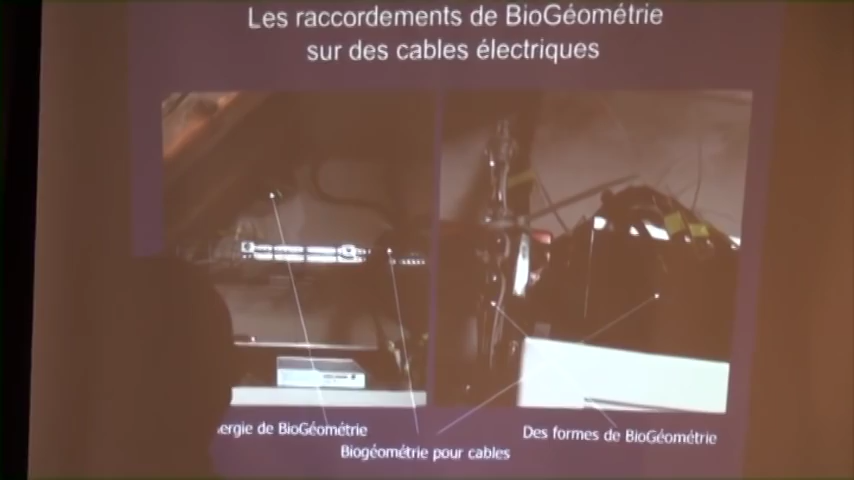 Les raccordements de BioGéométrie
sur des cables électriques
ergie de BioGéométrie
Biogéométrie pour cables
Des formes de BioGéométrie